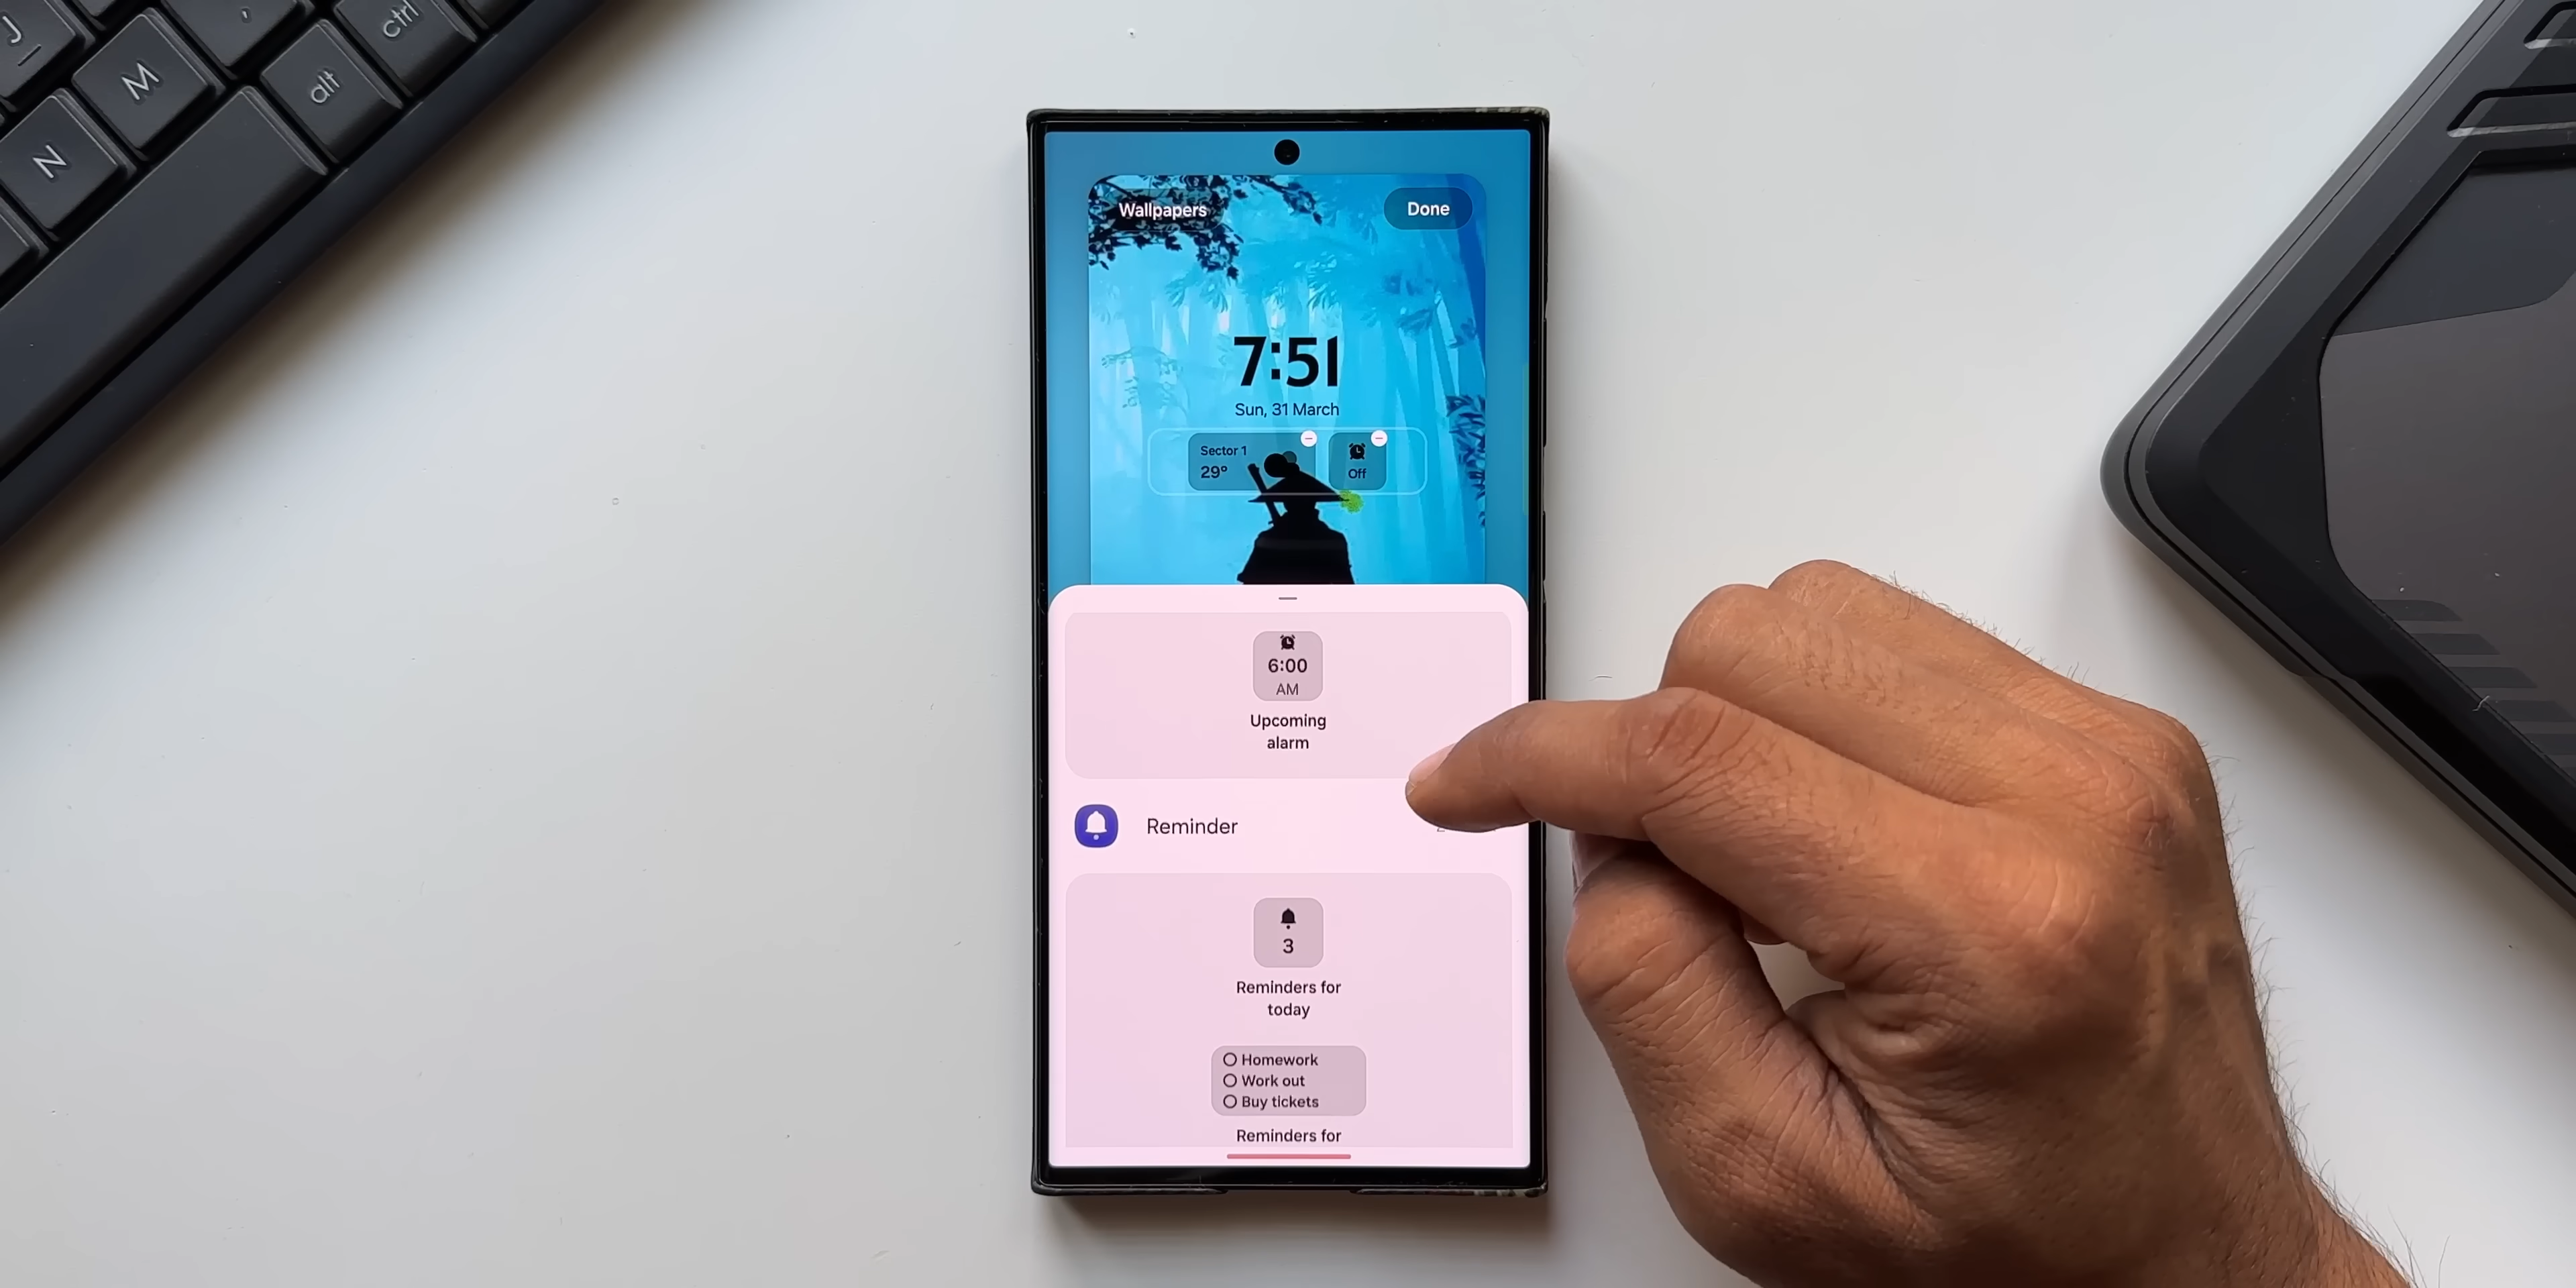 J
M
N
alt
ctrl
Wallpapers
Done
7:51
Sun, 31 March
Sector 1
29°
Off
6:00
AM
Upcoming
alarm
Reminder
3
Reminders for
today
Homework
Work out
Buy tickets
Reminders for